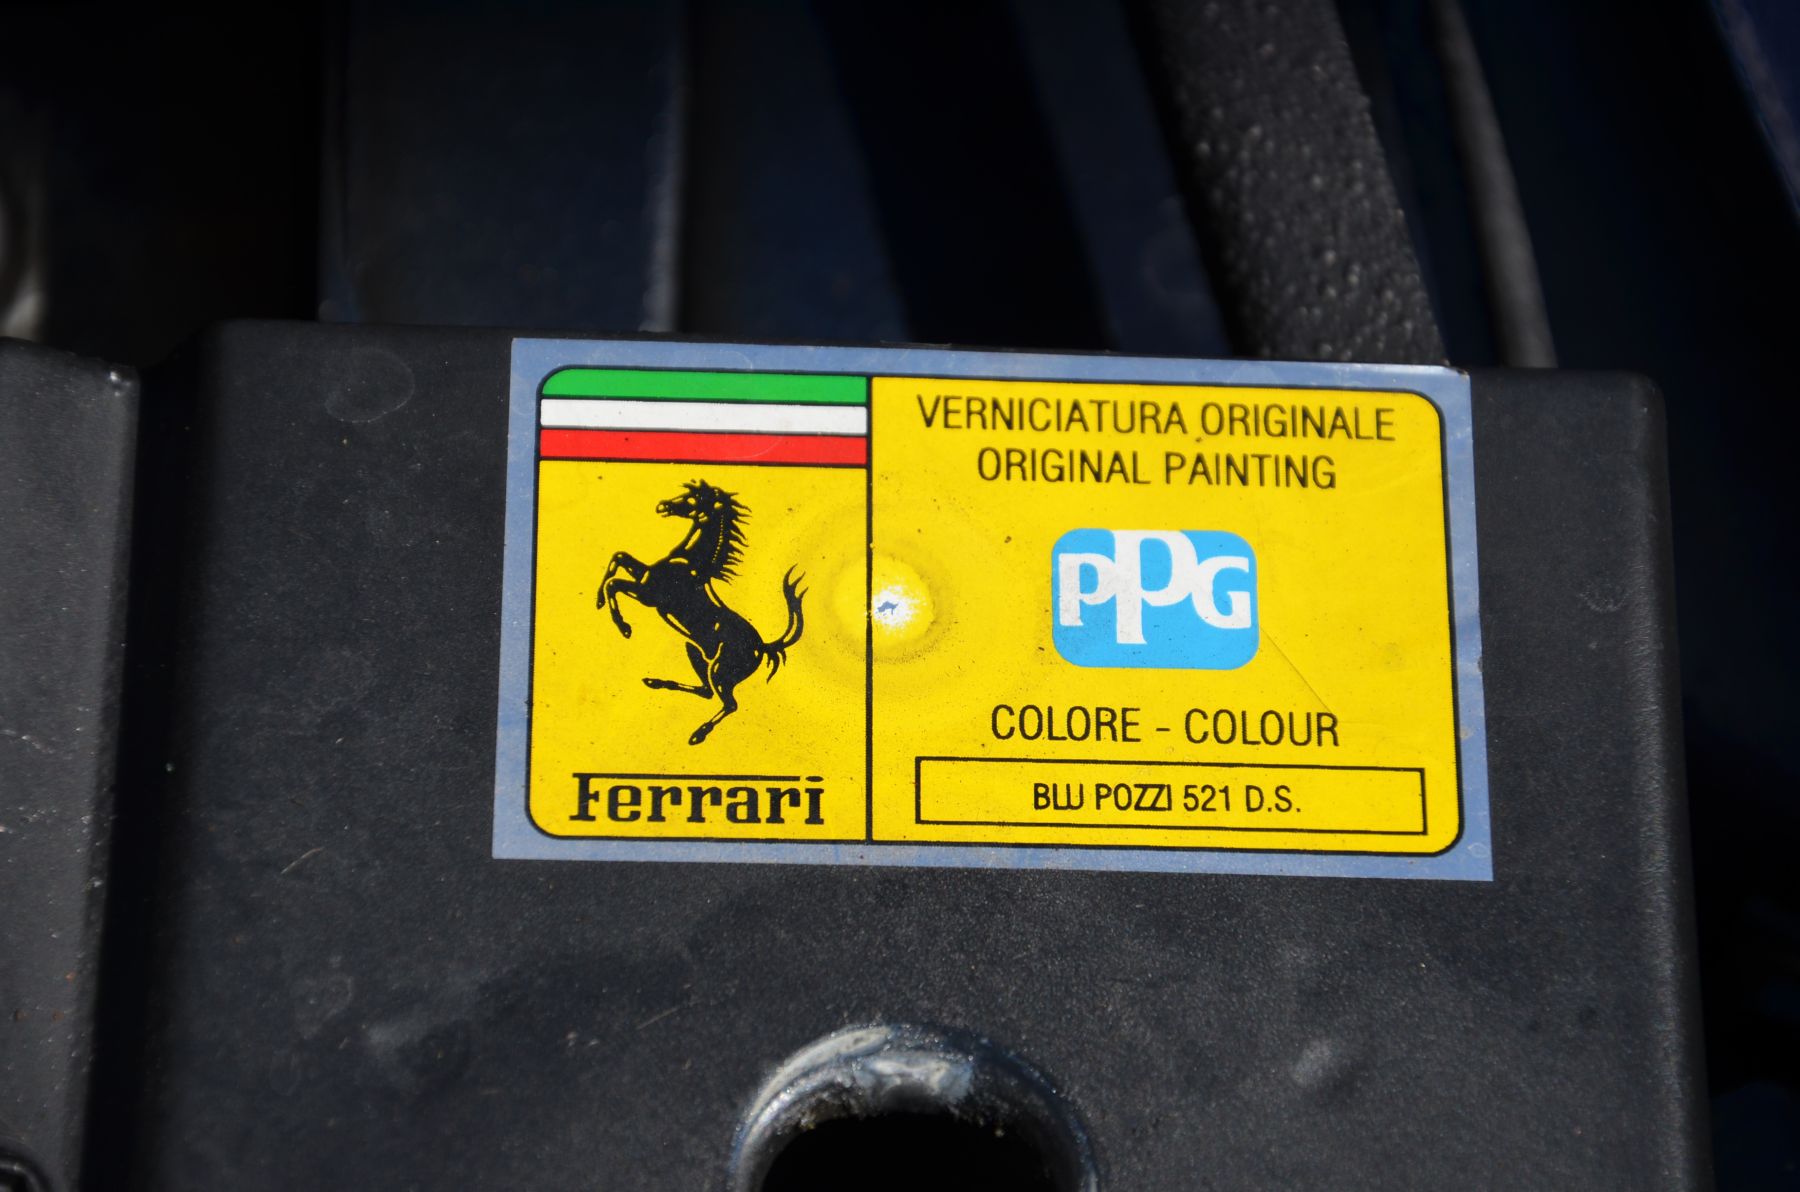 VERNICIATURA ORIGINALE
ORIGINAL PAINTING
PPG
COLORE - COLOUR
BLU POZZI 521 D.S.
Ferrari